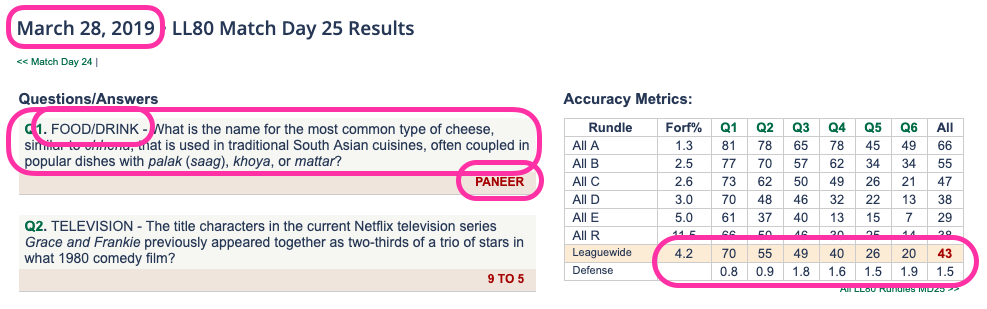 March 28, 2019 LL80 Match Day 25 Results
<< Match Day 24 |
Questions/Answers
Q1. FOOD/DRINK - What is the name for the most common type of cheese,
similar to chhena, that is used in traditional South Asian cuisines, often coupled in
popular dishes with palak (saag), khoya, or mattar?
PANEER
Q2. TELEVISION - The title characters in the current Netflix television series
Grace and Frankie previously appeared together as two-thirds of a trio of stars in
what 1980 comedy film?
9 TO 5
Accuracy Metrics:
Rundle Forf% Q1 Q2 Q3 Q4 Q5 Q6 All
All A 1.3 81 78 65 78 45 49 66
All B 2.5 77 70 57 62 34 34 55
All C 2.6 73 62 50 49 26 21 47
All D 3.0 70 48 46 32 22 13 38
All E 5.0 61 37 40 13 15 7 29
All R 11.5 66 50 46 30 25 14 38
Leaguewide 4.2 70 55 49 40 26 20 43
Defense 0.8 0.9 1.8 1.6 1.5 1.9 1.5
All LL80 Rundles MD25 >>